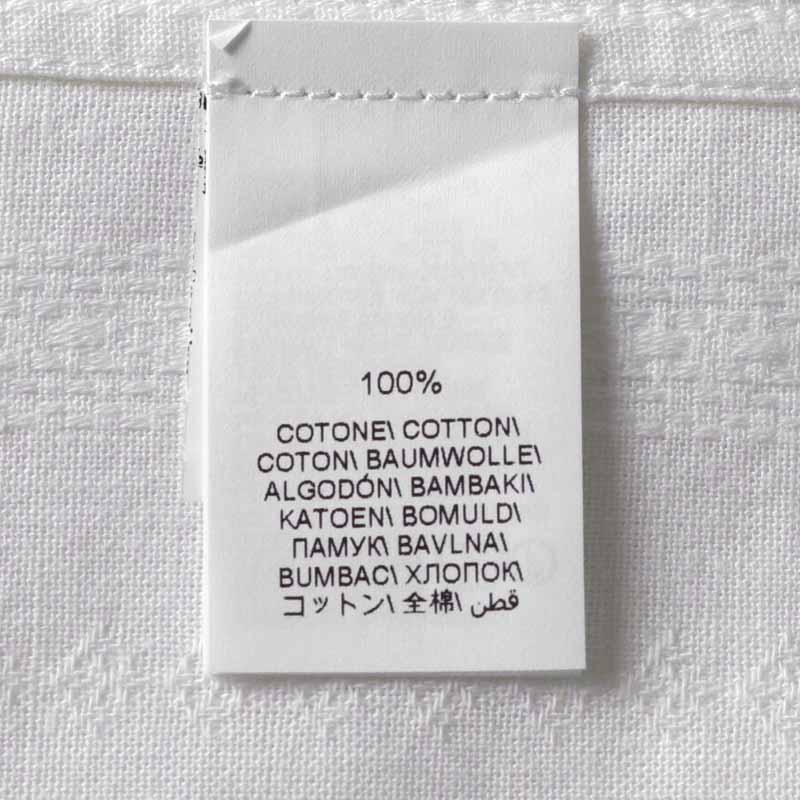 100%
COTONE\ COTTON\
COTON\ BAUMWOLLE\
ALGODÓN\ BAMBAKI\
KATOEN\ BOMULD\
ПАМУК\ BAVLNA\
BUMBAC\ ХЛОПОК\
コットン\ 全棉\ قطن